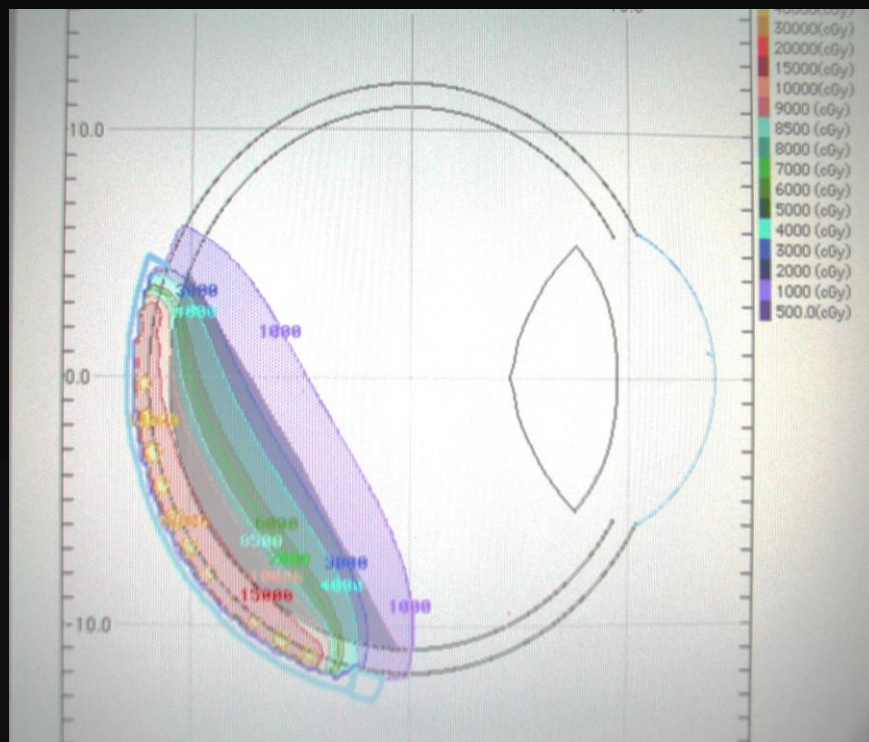 30000(cGy)
20000(cGy)
15000(cGy)
10000(cGy)
9000 (cGy)
8500 (cGy)
8000 (cGy)
7000 (cGy)
6000 (cGy)
5000 (cGy)
4000 (cGy)
3000 (cGy)
2000 (cGy)
1000 (cGy)
500.0(cGy)
10.0
3000
4000
1000
0.0
6000
8500
7000
3000
4000
15000
1000
-10.0